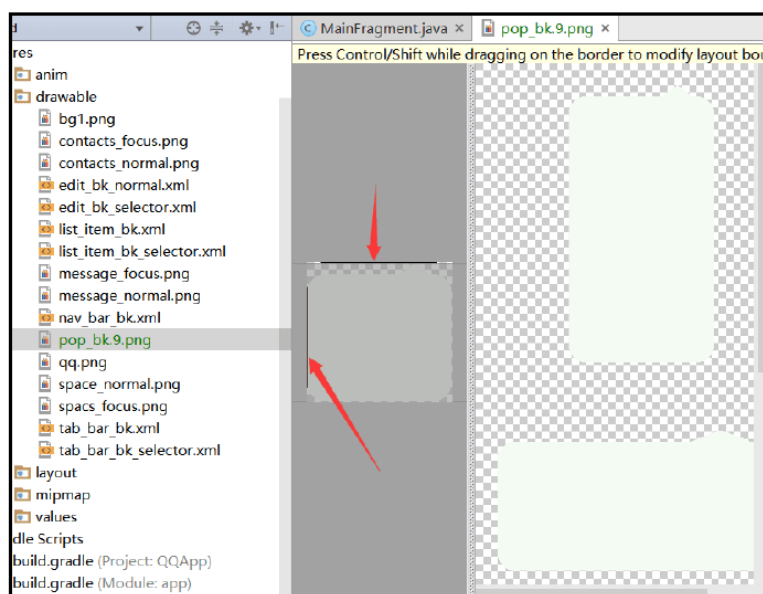 MainFragment.java
pop_bk.9.png
res
Press Control/Shift while dragging on the border to modify layout bou
anim
drawable
bg1.png
contacts_focus.png
contacts_normal.png
edit_bk_normal.xml
edit_bk_selector.xml
list_item_bk.xml
list_item_bk_selector.xml
message_focus.png
message_normal.png
nav_bar_bk.xml
pop_bk.9.png
qq.png
space_normal.png
spacs_focus.png
tab_bar_bk.xml
tab_bar_bk_selector.xml
layout
mipmap
values
dle Scripts
build.gradle (Project: QQApp)
build.gradle (Module: app)